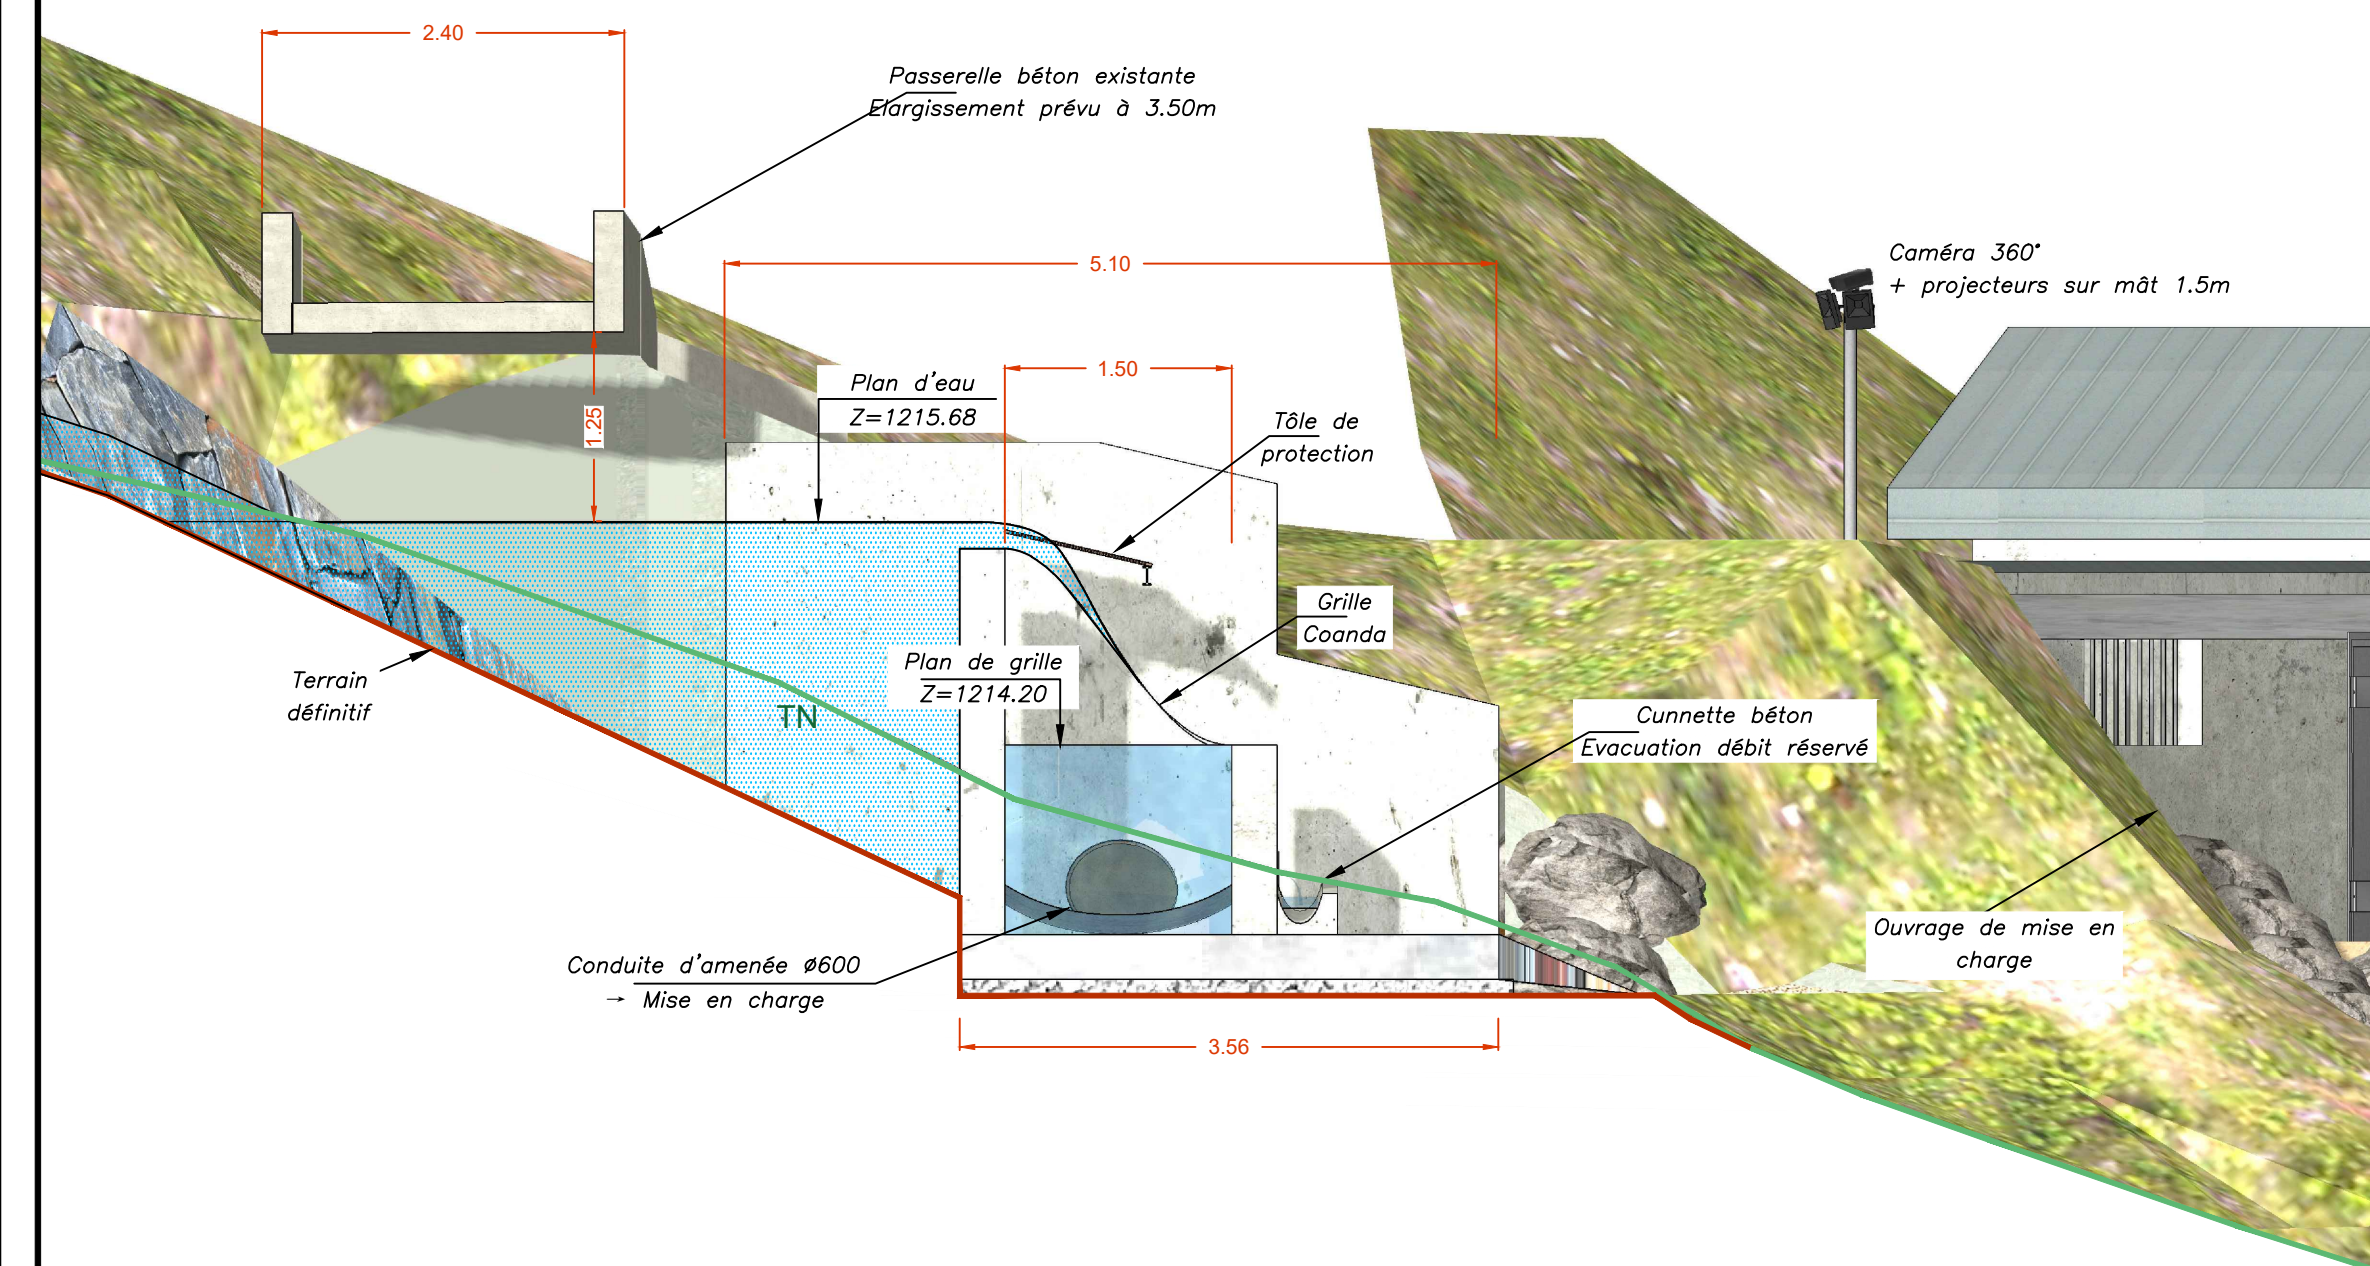 2.40
Passerelle béton existante
Elargissement prévu à 3.50m
5.10
Caméra 360°
+ projecteurs sur mât 1.5m
1.50
Plan d'eau
Z=1215.68
1.25
Tôle de
protection
Grille
Coanda
Plan de grille
Z=1214.20
Terrain
définitif
TN
Cunnette béton
Evacuation débit réservé
Ouvrage de mise en
charge
Conduite d'amenée ø600
→ Mise en charge
3.56